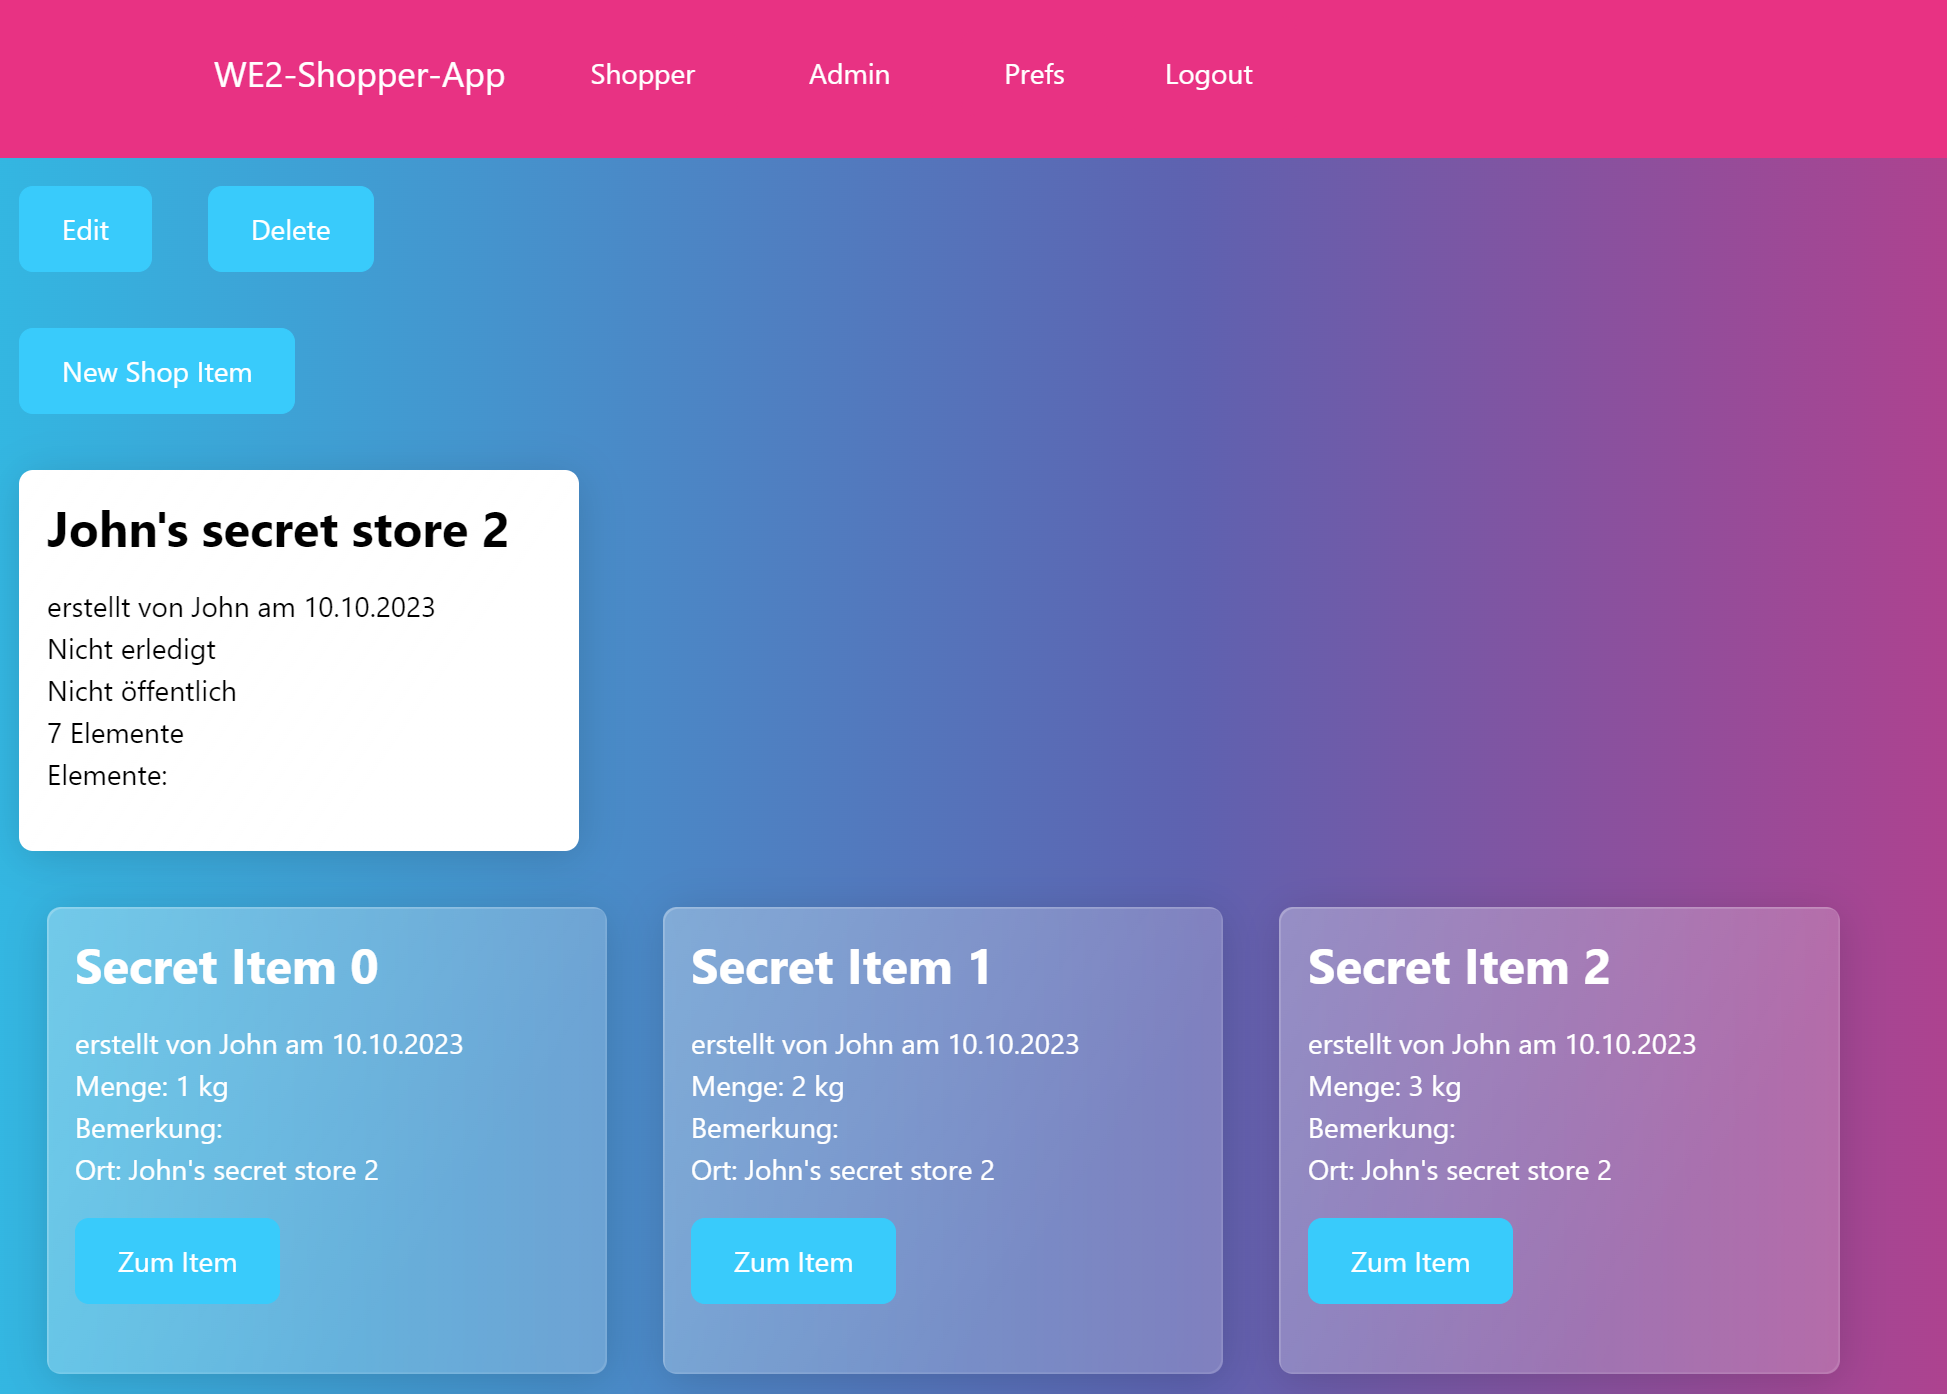 WE2-Shopper-App Shopper Admin Prefs Logout
Edit Delete
New Shop Item
John's secret store 2
erstellt von John am 10.10.2023
Nicht erledigt
Nicht öffentlich
7 Elemente
Elemente:
Secret Item 0
erstellt von John am 10.10.2023
Menge: 1 kg
Bemerkung:
Ort: John's secret store 2
Zum Item
Secret Item 1
erstellt von John am 10.10.2023
Menge: 2 kg
Bemerkung:
Ort: John's secret store 2
Zum Item
Secret Item 2
erstellt von John am 10.10.2023
Menge: 3 kg
Bemerkung:
Ort: John's secret store 2
Zum Item